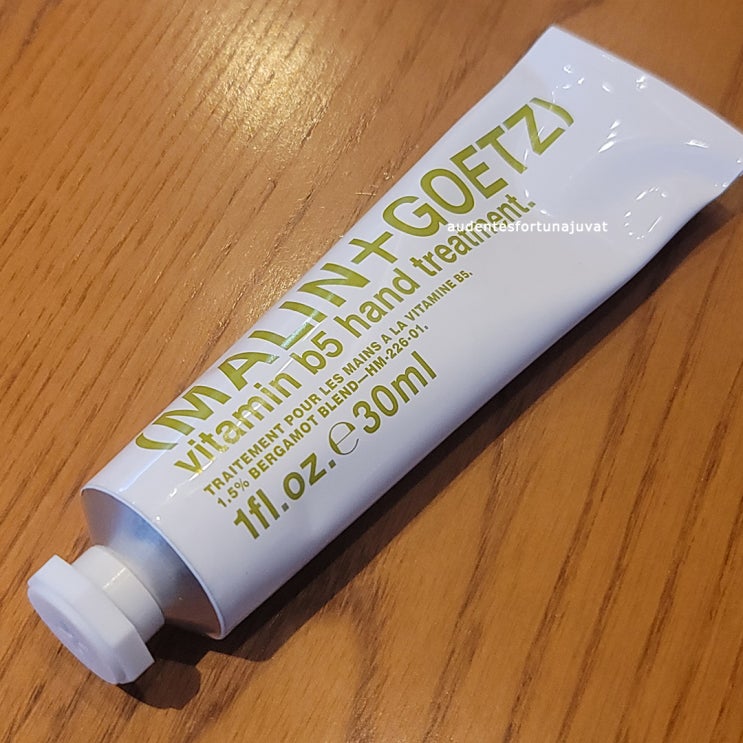 (MALIN+GOETZ)
vitamin b5 hand treatment.
TRAITEMENT POUR LES MAINS A LA VITAMINE B5.
1.5% BERGAMOT BLEND—HM-226-01.
1fl.oz. ℮ 30ml
audentesfortunajuvat